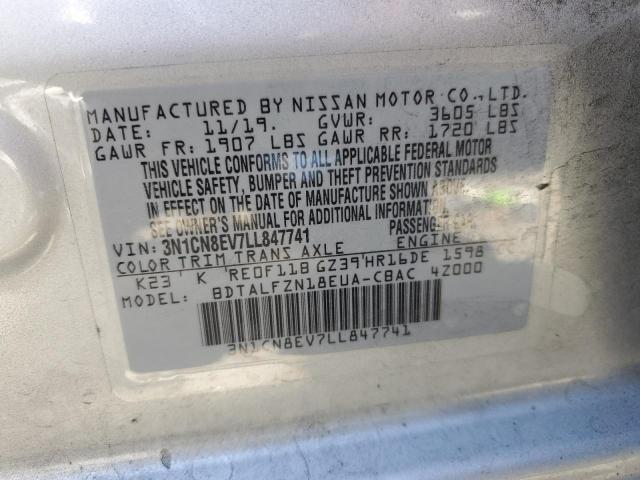 MANUFACTURED BY NISSAN MOTOR CO.,LTD.
DATE: 11/19. GVWR: 3605 LBS
GAWR FR: 1907 LBS GAWR RR: 1720 LBS
THIS VEHICLE CONFORMS TO ALL APPLICABLE FEDERAL MOTOR
VEHICLE SAFETY, BUMPER AND THEFT PREVENTION STANDARDS
IN EFFECT ON THE DATE OF MANUFACTURE SHOWN ABOVE.
SEE OWNER'S MANUAL FOR ADDITIONAL INFORMATION.
VIN: 3N1CN8EV7LL847741 PASSENGER CAR
COLOR TRIM TRANS AXLE ENGINE
K23 K RE0F11B GZ39 HR16DE 1598
MODEL: BDTALFZN18EUA-CBAC 4Z000
3N1CN8EV7LL847741